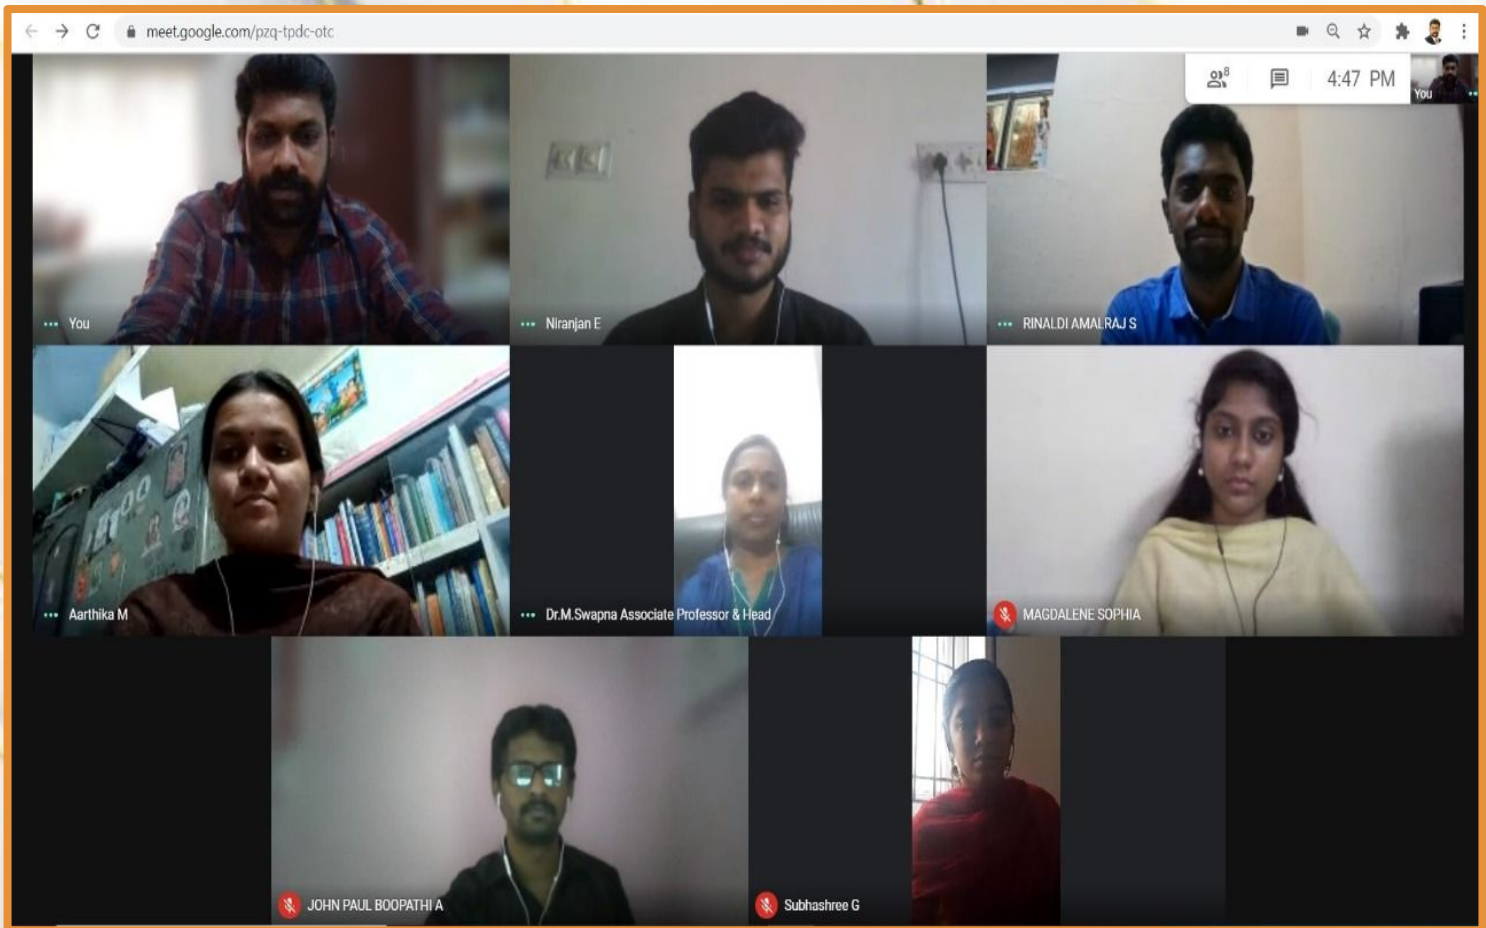 meet.google.com/pzq-tpdc-otc
8
4:47 PM
You
You
Niranjan E
RINALDI AMALRAJ S
Aarthika M
Dr.M.Swapna Associate Professor & Head
MAGDALENE SOPHIA
JOHN PAUL BOOPATHI A
Subhashree G